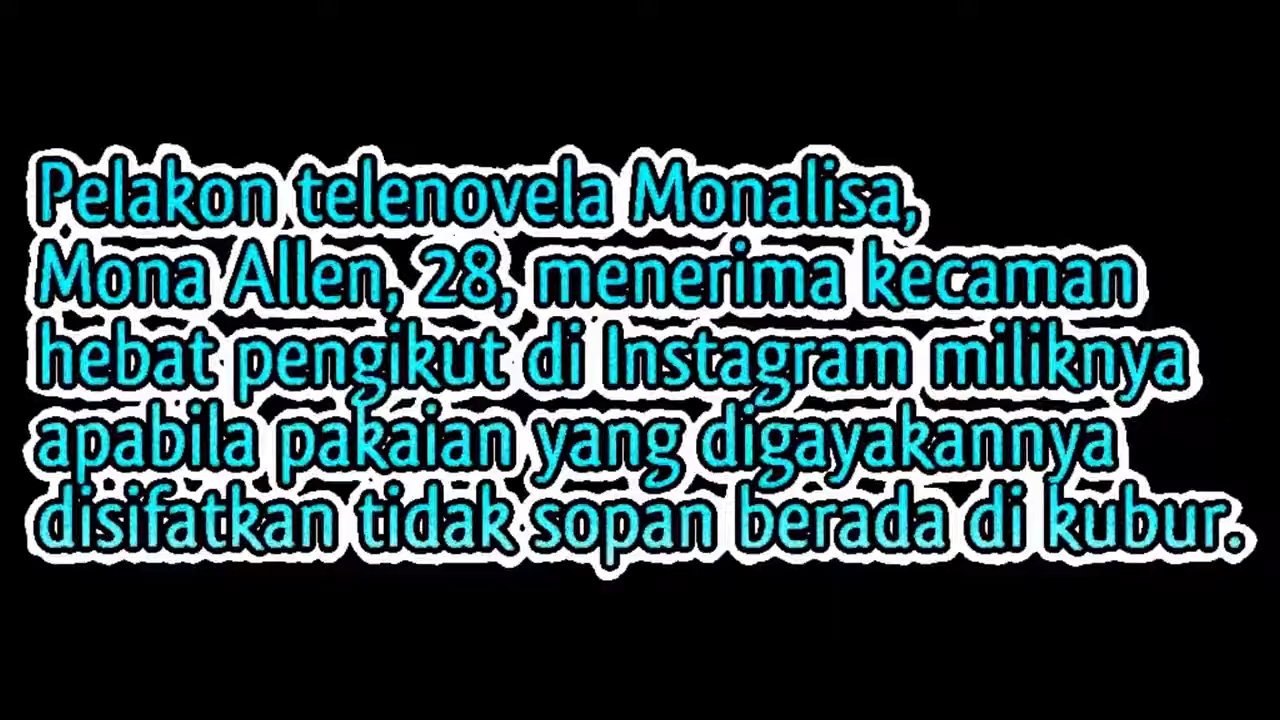 Pelakon telenovela Monalisa,
Mona Allen, 28, menerima kecaman
hebat pengikut di Instagram miliknya
apabila pakaian yang digayakannya
disifatkan tidak sopan berada di kubur.